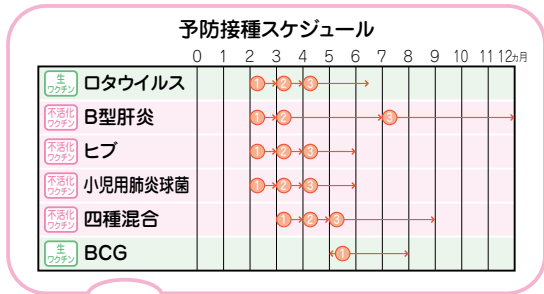 予防接種スケジュール
0 1 2 3 4 5 6 7 8 9 10 11 12カ月
生ワクチン ロタウイルス 1 2 3
不活化ワクチン B型肝炎 1 2 3
不活化ワクチン ヒブ 1 2 3
不活化ワクチン 小児用肺炎球菌 1 2 3
不活化ワクチン 四種混合 1 2 3
生ワクチン BCG 1